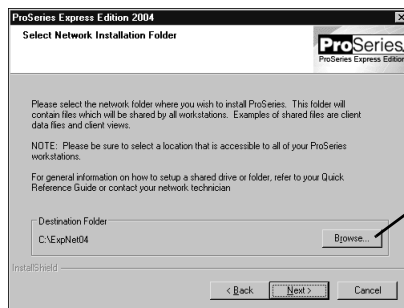 ProSeries Express Edition 2004
Select Network Installation Folder
ProSeries
ProSeries Express Edition
Please select the network folder where you wish to install ProSeries. This folder will
contain files which will be shared by all workstations. Examples of shared files are client
data files and client views.
NOTE: Please be sure to select a location that is accessible to all of your ProSeries
workstations.
For general information on how to setup a shared drive or folder, refer to your Quick
Reference Guide or contact your network technician
Destination Folder
C:\ExpNet04
Browse...
InstallShield
< Back
Next >
Cancel